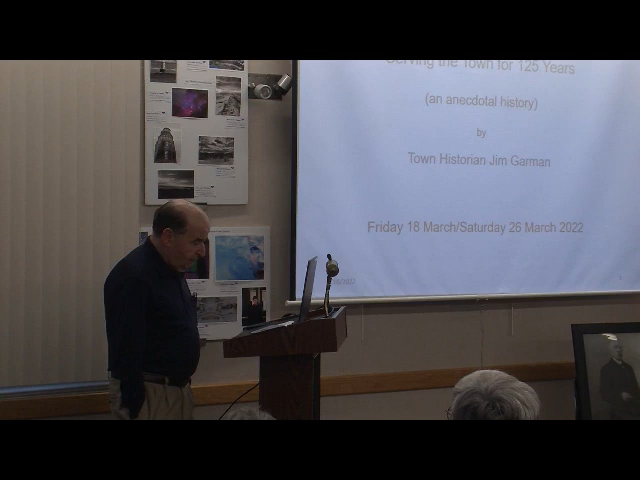 Serving the Town for 125 Years
(an anecdotal history)
by
Town Historian Jim Garman
Friday 18 March/Saturday 26 March 2022